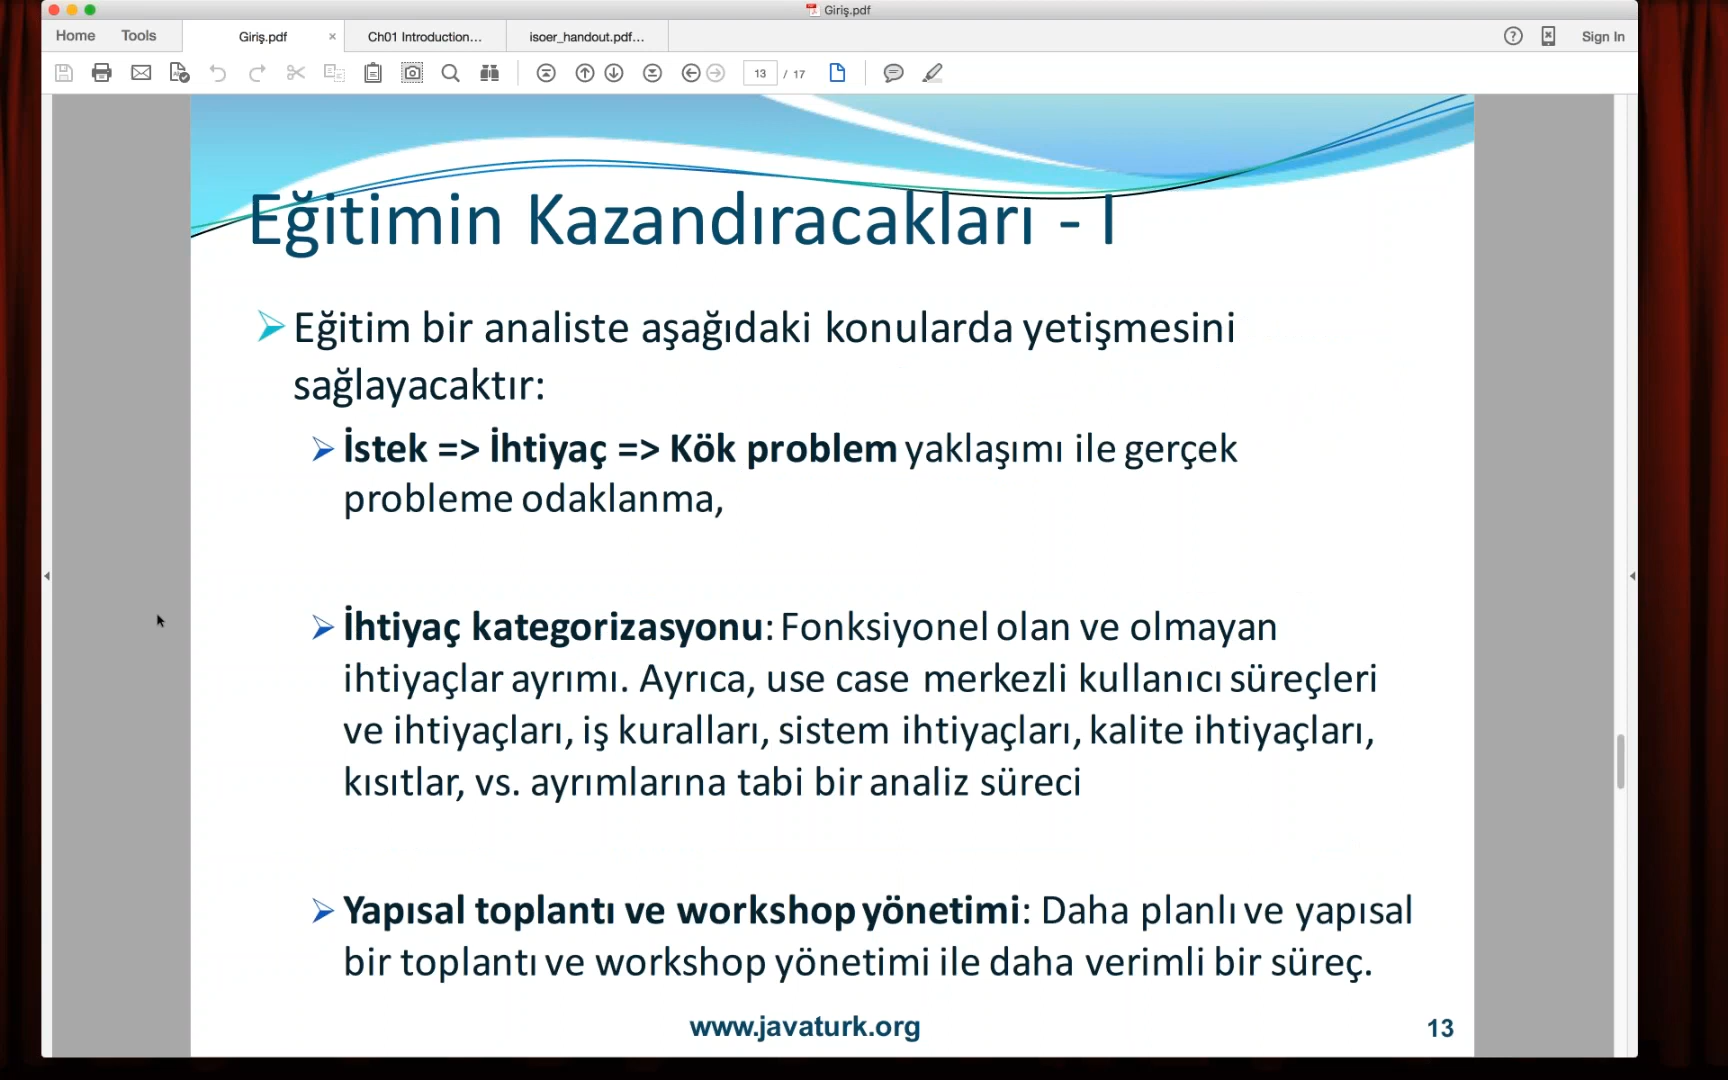 Giriş.pdf
Home Tools Giriş.pdf × Ch01 Introduction... isoer_handout.pdf... Sign In
13 / 17
Eğitimin Kazandıracakları - I
Eğitim bir analiste aşağıdaki konularda yetişmesini
sağlayacaktır:
İstek => İhtiyaç => Kök problem yaklaşımı ile gerçek
probleme odaklanma,
İhtiyaç kategorizasyonu: Fonksiyonel olan ve olmayan
ihtiyaçlar ayrımı. Ayrıca, use case merkezli kullanıcı süreçleri
ve ihtiyaçları, iş kuralları, sistem ihtiyaçları, kalite ihtiyaçları,
kısıtlar, vs. ayrımlarına tabi bir analiz süreci
Yapısal toplantı ve workshop yönetimi: Daha planlı ve yapısal
bir toplantı ve workshop yönetimi ile daha verimli bir süreç.
www.javaturk.org
13